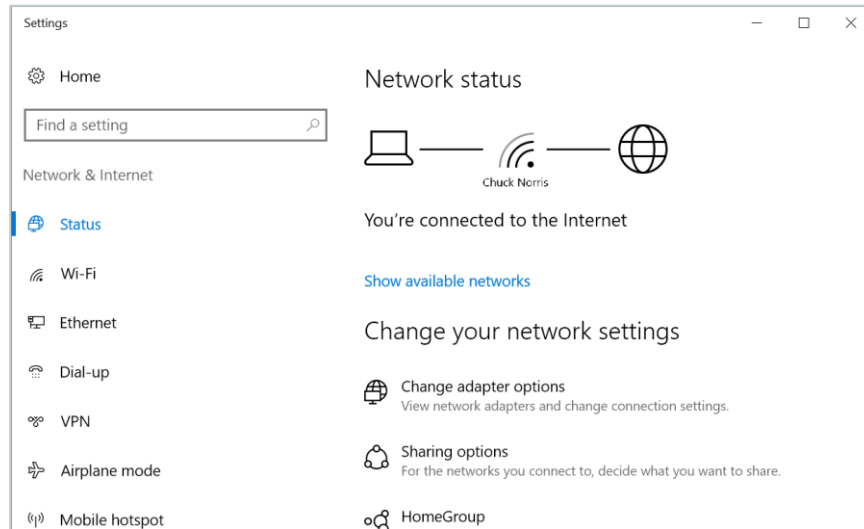 Settings
Home
Find a setting
Network & Internet
Status
Wi-Fi
Ethernet
Dial-up
VPN
Airplane mode
Mobile hotspot
Network status
Chuck Norris
You're connected to the Internet
Show available networks
Change your network settings
Change adapter options
View network adapters and change connection settings.
Sharing options
For the networks you connect to, decide what you want to share.
HomeGroup